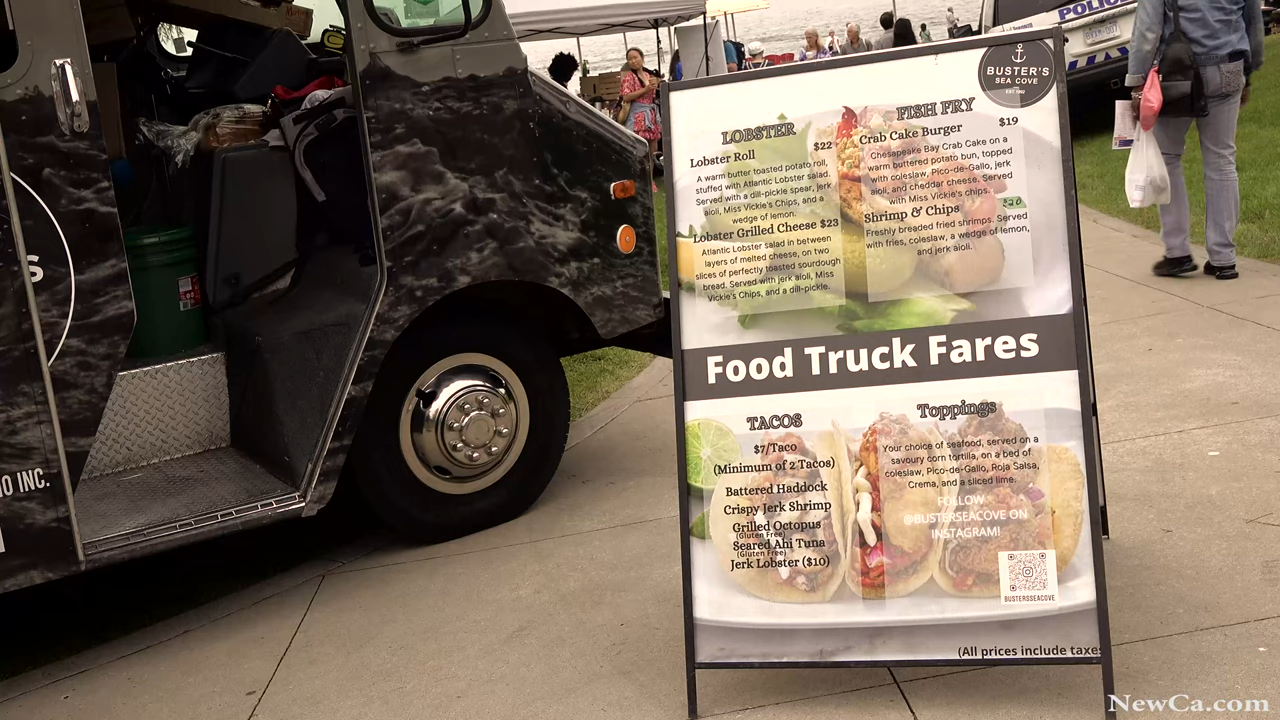 POLICE
BUSTER'S
SEA COVE
LOBSTER
Lobster Roll $22
A warm butter toasted potato roll,
stuffed with Atlantic Lobster salad.
Served with a dill-pickle spear, jerk
aioli, Miss Vickie's Chips, and a
wedge of lemon.
Lobster Grilled Cheese $23
Atlantic Lobster salad in between
layers of melted cheese, on two
slices of perfectly toasted sourdough
bread. Served with jerk aioli, Miss
Vickie's Chips, and a dill-pickle.
FISH FRY
Crab Cake Burger $19
Chesapeake Bay Crab Cake on a
warm buttered potato bun, topped
with coleslaw, Pico-de-Gallo, jerk
aioli, and cheddar cheese. Served
with Miss Vickie's chips.
Shrimp & Chips $20
Freshly breaded fried shrimps. Served
with fries, coleslaw, a wedge of lemon,
and jerk aioli.
Food Truck Fares
TACOS
$7/Taco
(Minimum of 2 Tacos)
Battered Haddock
Crispy Jerk Shrimp
Grilled Octopus
(Gluten Free)
Seared Ahi Tuna
(Gluten Free)
Jerk Lobster ($10)
Toppings
Your choice of seafood, served on a
savoury corn tortilla, on a bed of
coleslaw, Pico-de-Gallo, Roja Salsa,
Crema, and a sliced lime.
FOLLOW
@BUSTERSEACOVE ON
INSTAGRAM!
BUSTERSSEACOVE
(All prices include taxes
S
O INC.
NewCa.com